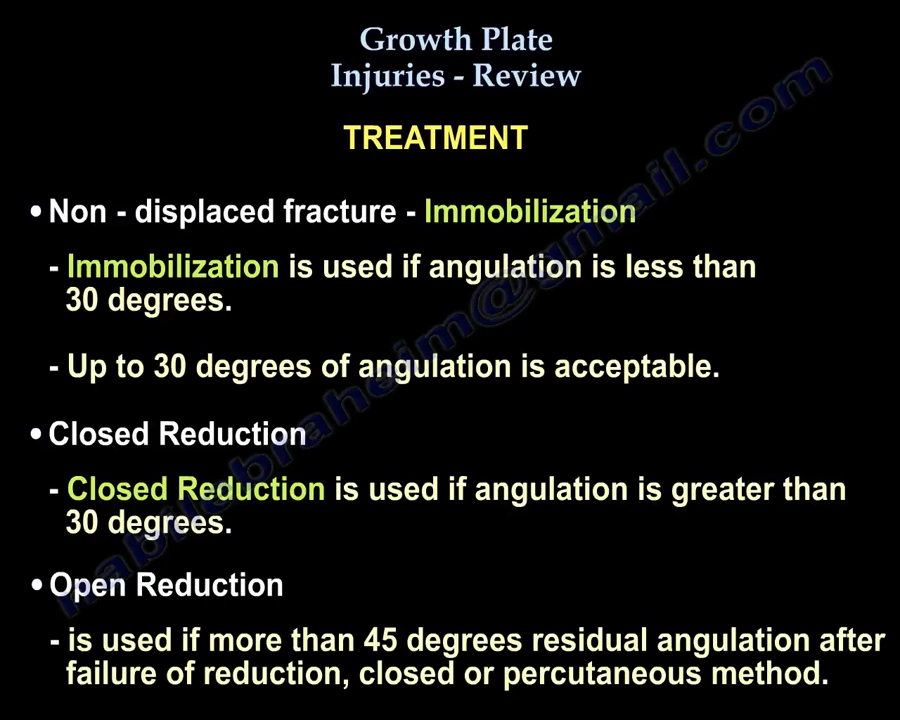 Growth Plate
Injuries - Review
TREATMENT
• Non - displaced fracture - Immobilization
- Immobilization is used if angulation is less than
30 degrees.
- Up to 30 degrees of angulation is acceptable.
• Closed Reduction
- Closed Reduction is used if angulation is greater than
30 degrees.
• Open Reduction
- is used if more than 45 degrees residual angulation after
failure of reduction, closed or percutaneous method.
nabilebraheim@gmail.com